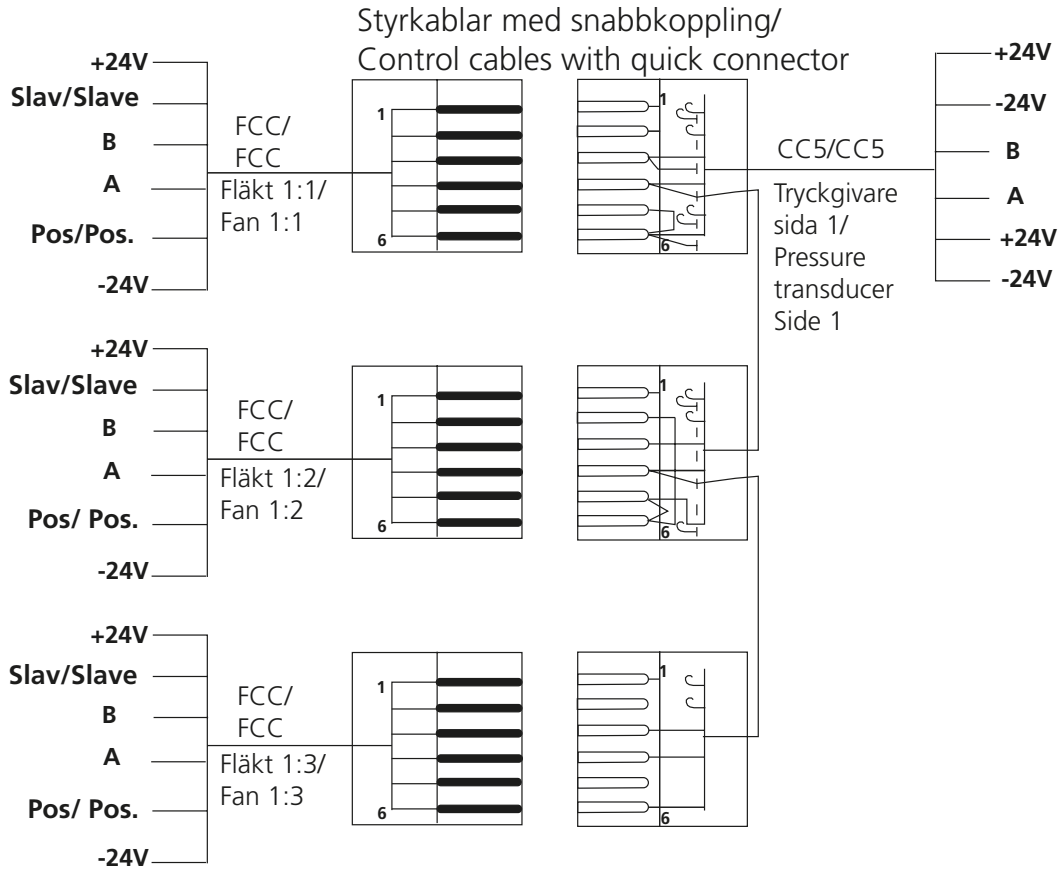 Styrkablar med snabbkoppling/
Control cables with quick connector
+24V
Slav/Slave
B
A
Pos/Pos.
-24V
FCC/
FCC
Fläkt 1:1/
Fan 1:1
1
6
1
6
CC5/CC5
Tryckgivare
sida 1/
Pressure
transducer
Side 1
+24V
-24V
B
A
+24V
-24V
+24V
Slav/Slave
B
A
Pos/ Pos.
-24V
FCC/
FCC
Fläkt 1:2/
Fan 1:2
1
6
1
6
+24V
Slav/Slave
B
A
Pos/ Pos.
-24V
FCC/
FCC
Fläkt 1:3/
Fan 1:3
1
6
1
6